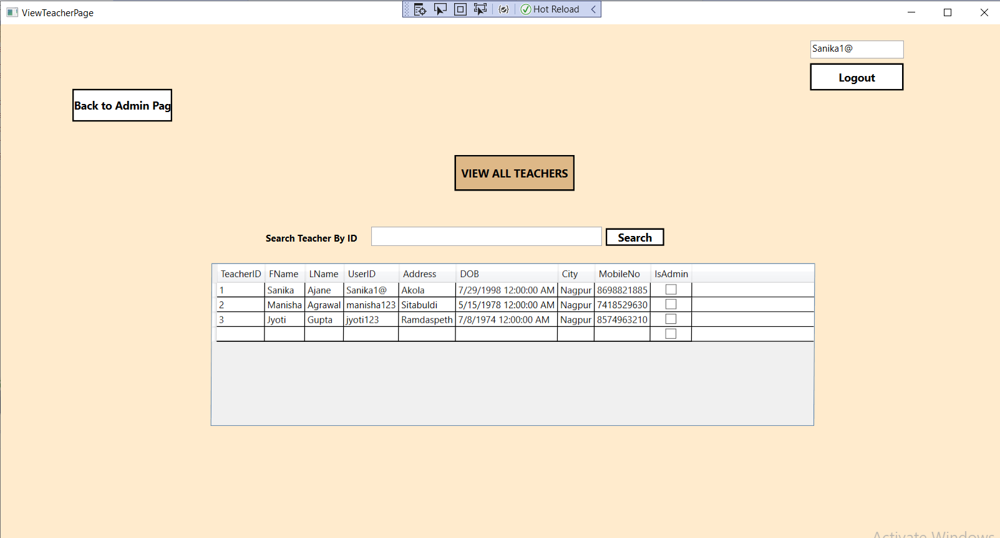 ViewTeacherPage
Hot Reload
Sanika1@
Logout
Back to Admin Pag
VIEW ALL TEACHERS
Search Teacher By ID Search
TeacherID FName LName UserID Address DOB City MobileNo IsAdmin
1 Sanika Ajane Sanika1@ Akola 7/29/1998 12:00:00 AM Nagpur 8698821885
2 Manisha Agrawal manisha123 Sitabuldi 5/15/1978 12:00:00 AM Nagpur 7418529630
3 Jyoti Gupta jyoti123 Ramdaspeth 7/8/1974 12:00:00 AM Nagpur 8574963210
Activate Windows